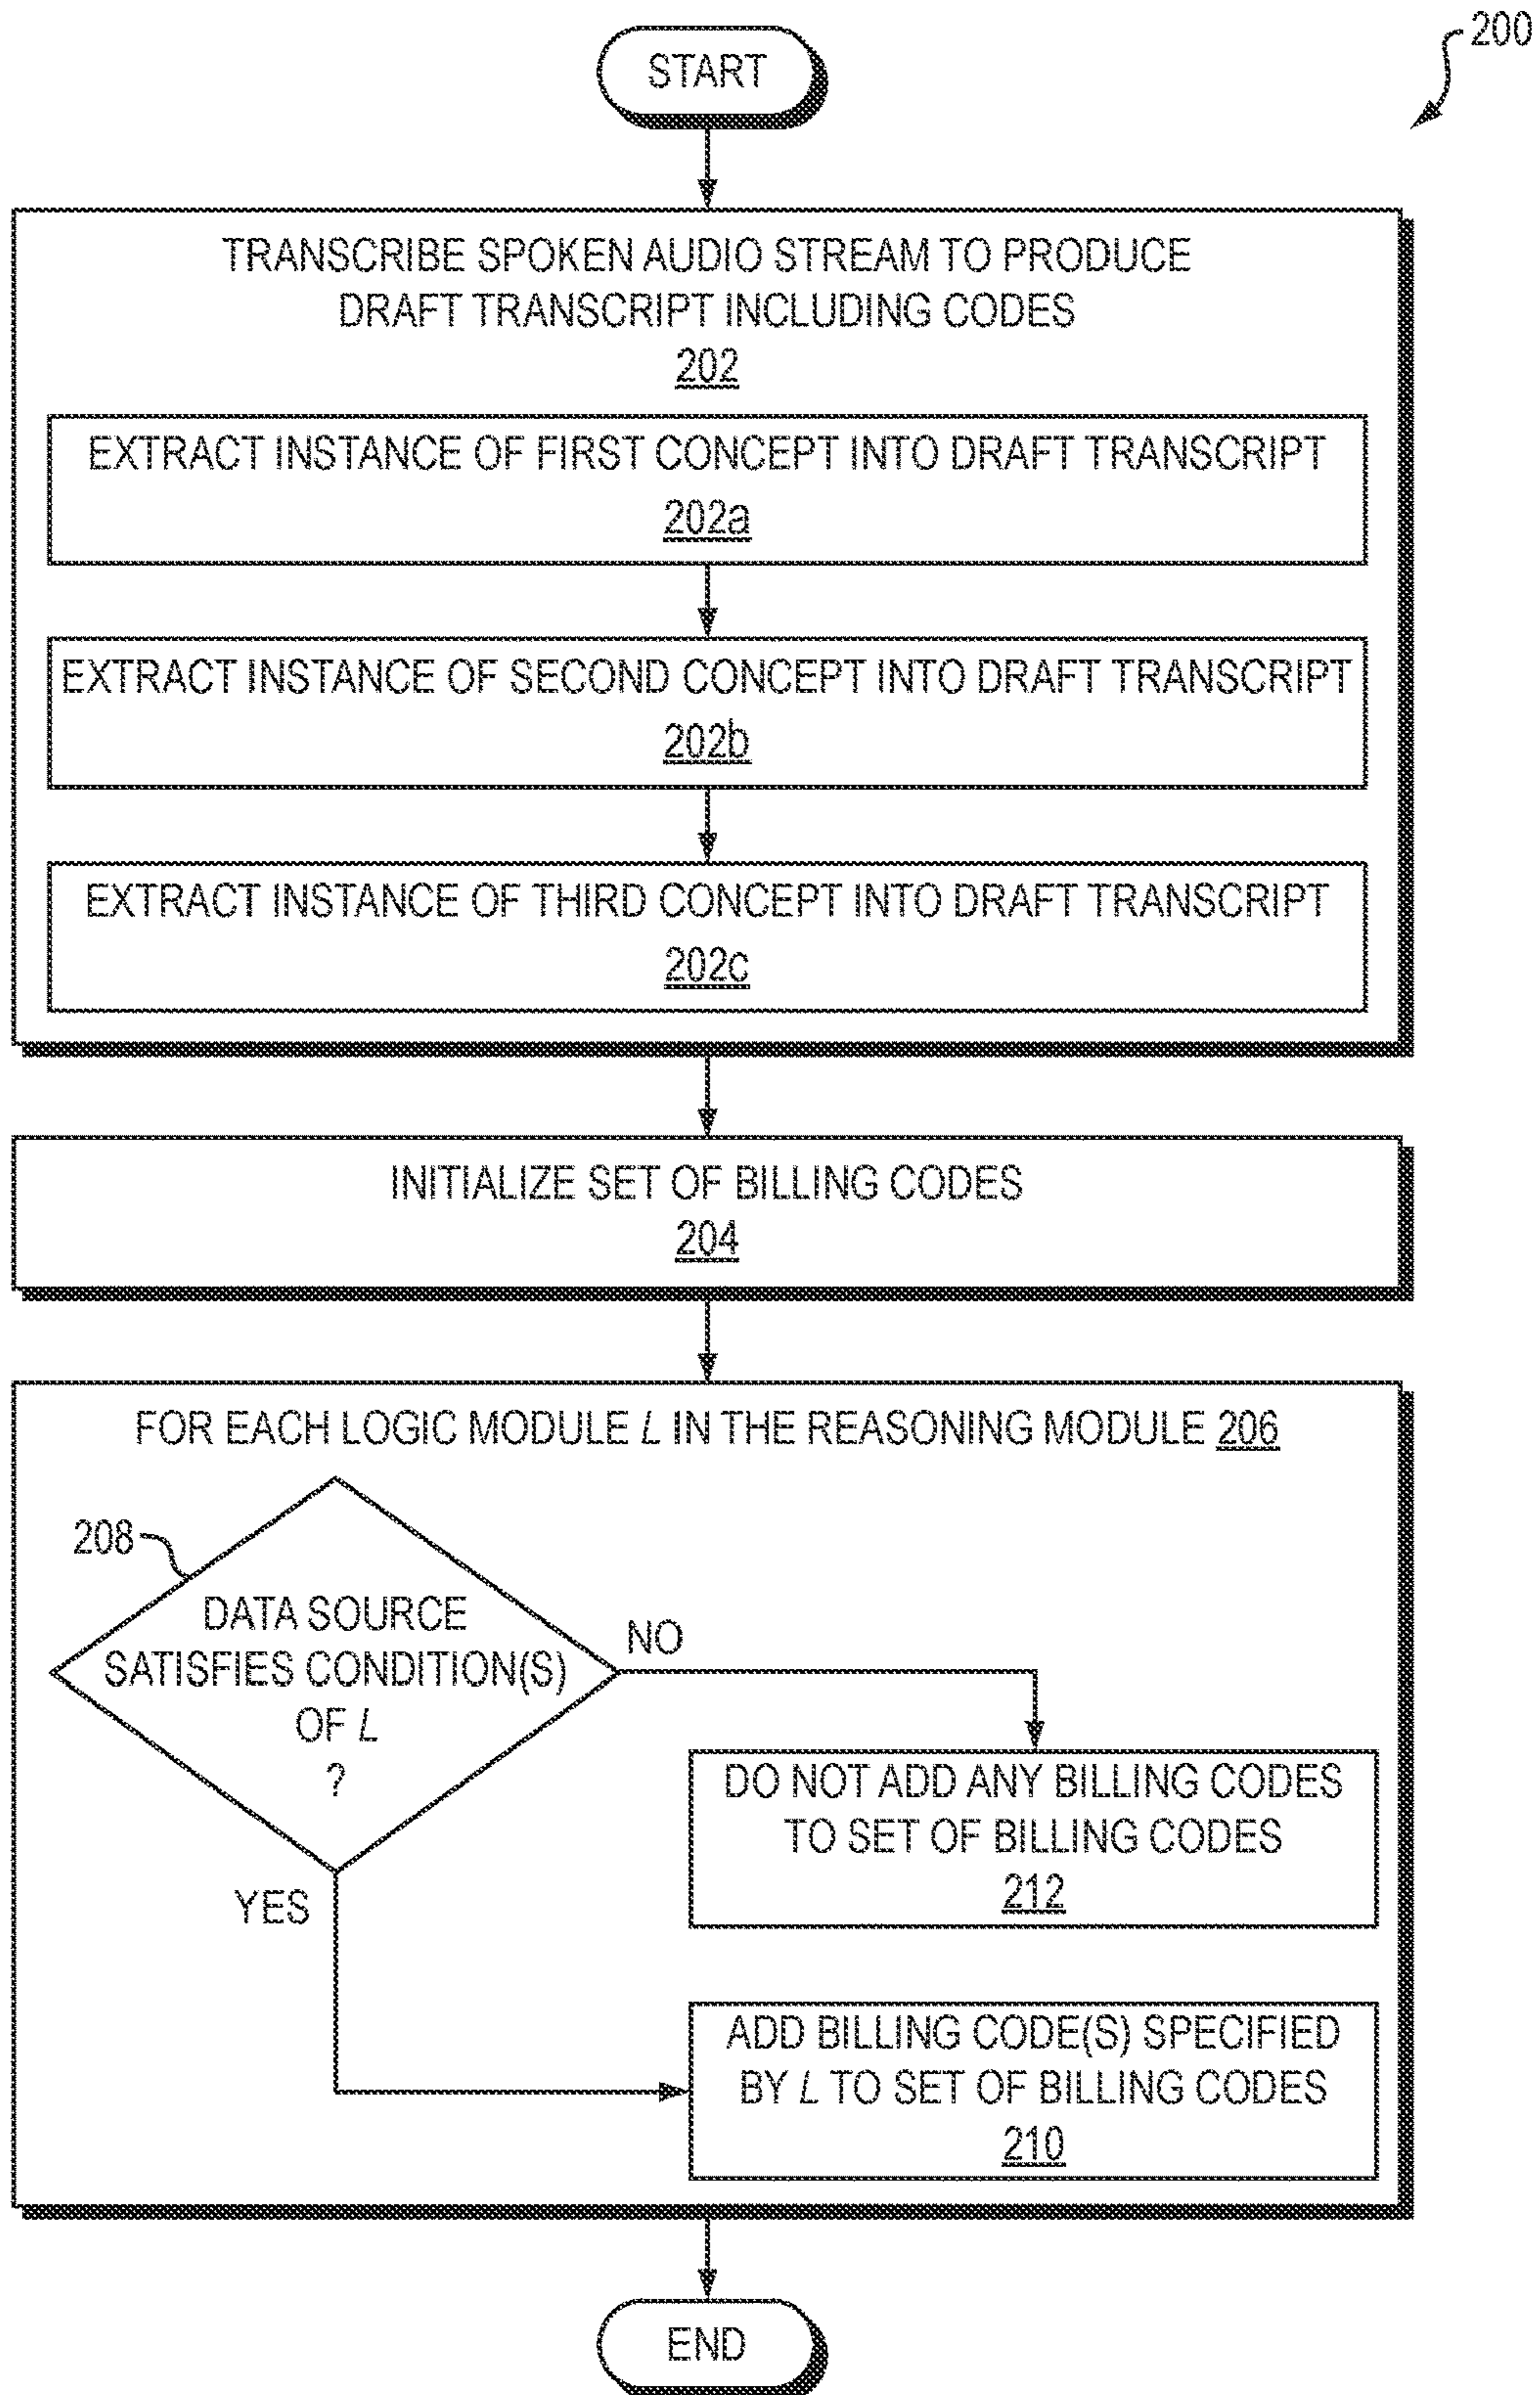 200
START
TRANSCRIBE SPOKEN AUDIO STREAM TO PRODUCE
DRAFT TRANSCRIPT INCLUDING CODES
202
EXTRACT INSTANCE OF FIRST CONCEPT INTO DRAFT TRANSCRIPT
202a
EXTRACT INSTANCE OF SECOND CONCEPT INTO DRAFT TRANSCRIPT
202b
EXTRACT INSTANCE OF THIRD CONCEPT INTO DRAFT TRANSCRIPT
202c
INITIALIZE SET OF BILLING CODES
204
FOR EACH LOGIC MODULE L IN THE REASONING MODULE 206
208
DATA SOURCE
SATISFIES CONDITION(S)
OF L
?
NO
DO NOT ADD ANY BILLING CODES
TO SET OF BILLING CODES
212
YES
ADD BILLING CODE(S) SPECIFIED
BY L TO SET OF BILLING CODES
210
END